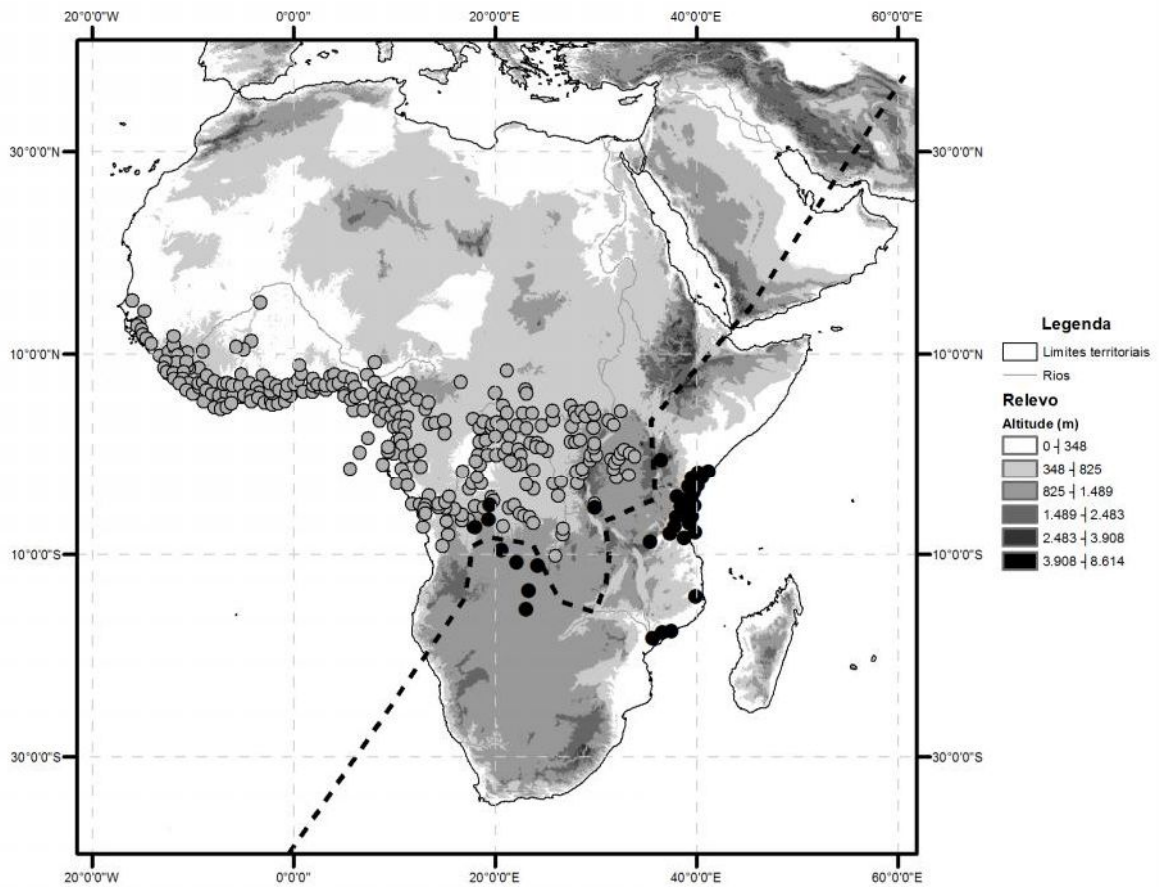 20°0'0"O
0°0'0"
20°0'0"E
40°0'0"E
60°0'0"E
30°0'0"N
30°0'0"N
10°0'0"N
10°0'0"N
Legenda
Limites territoriais
Rios
Relevo
Altitude (m)
0 ┤ 348
348 ┤ 825
825 ┤ 1.489
1.489 ┤ 2.483
2.483 ┤ 3.908
3.908 ┤ 8.614
10°0'0"S
10°0'0"S
30°0'0"S
30°0'0"S
20°0'0"O
0°0'0"
20°0'0"E
40°0'0"E
60°0'0"E